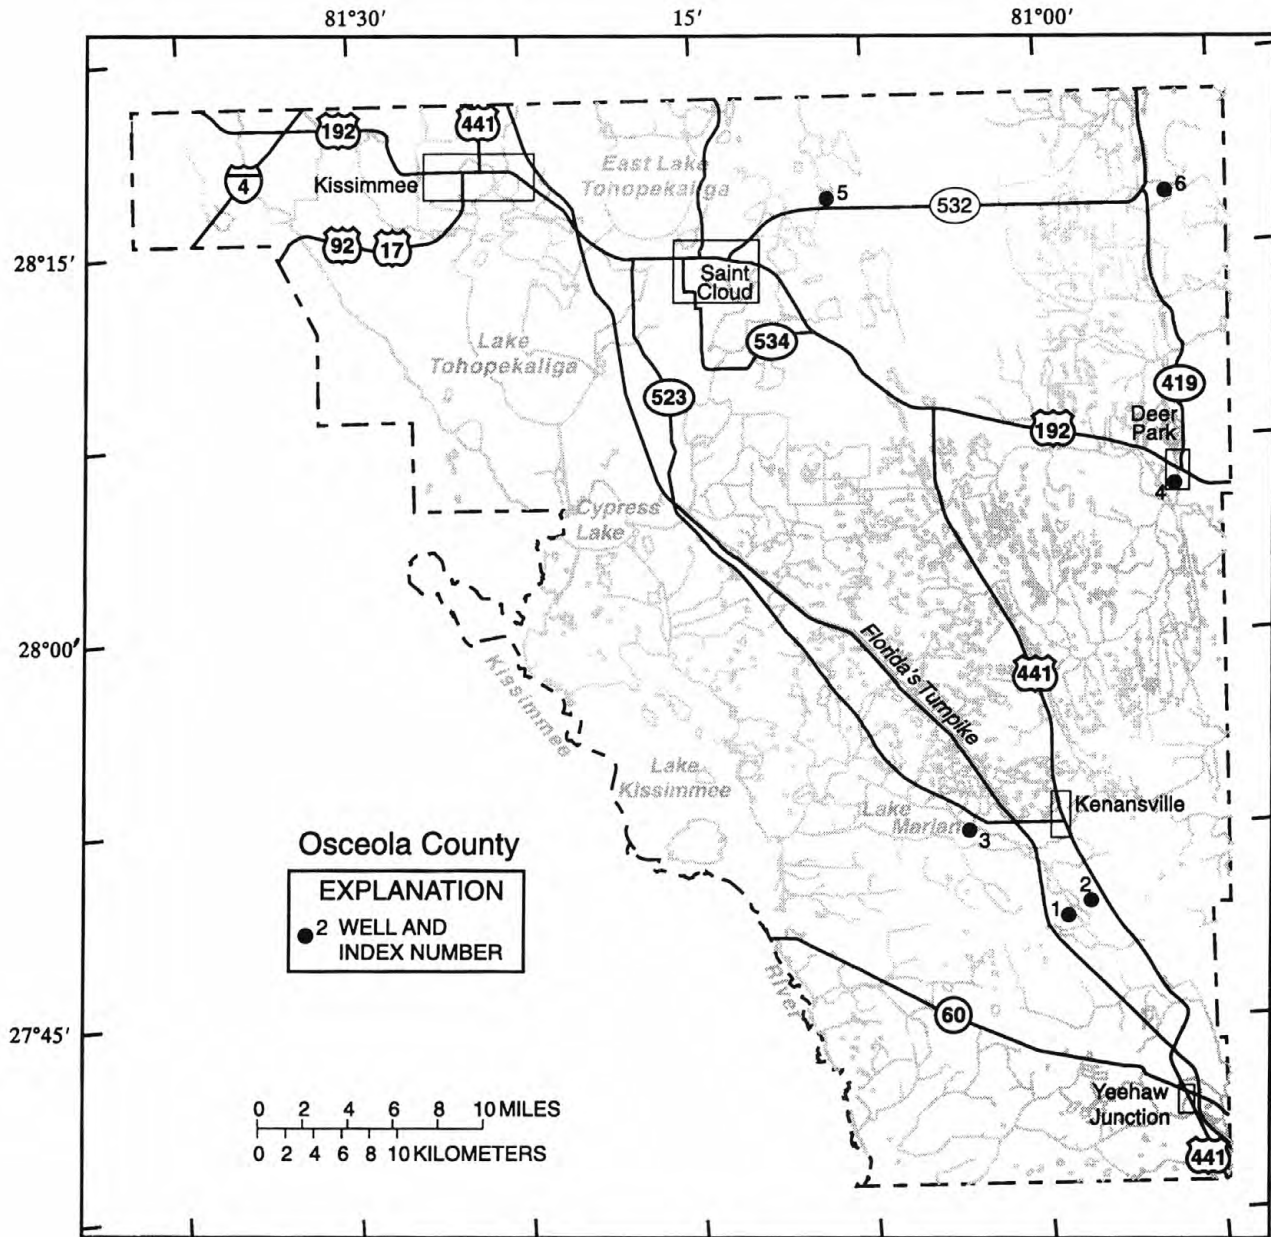 81°30′ 15′ 81°00′
192
441
4
Kissimmee
East Lake
Tohopekaliga
5
6
532
92 17
28°15′
Saint
Cloud
534
Lake
Tohopekaliga
523
419
Deer
Park
192
4
Cypress
Lake
28°00′
Florida's Turnpike
441
Kissimmee
Lake
Kissimmee
Lake
Marian
3
Kenansville
Osceola County
EXPLANATION
2 WELL AND
INDEX NUMBER
2
1
River
60
27°45′
Yeehaw
Junction
441
0 2 4 6 8 10 MILES
0 2 4 6 8 10 KILOMETERS